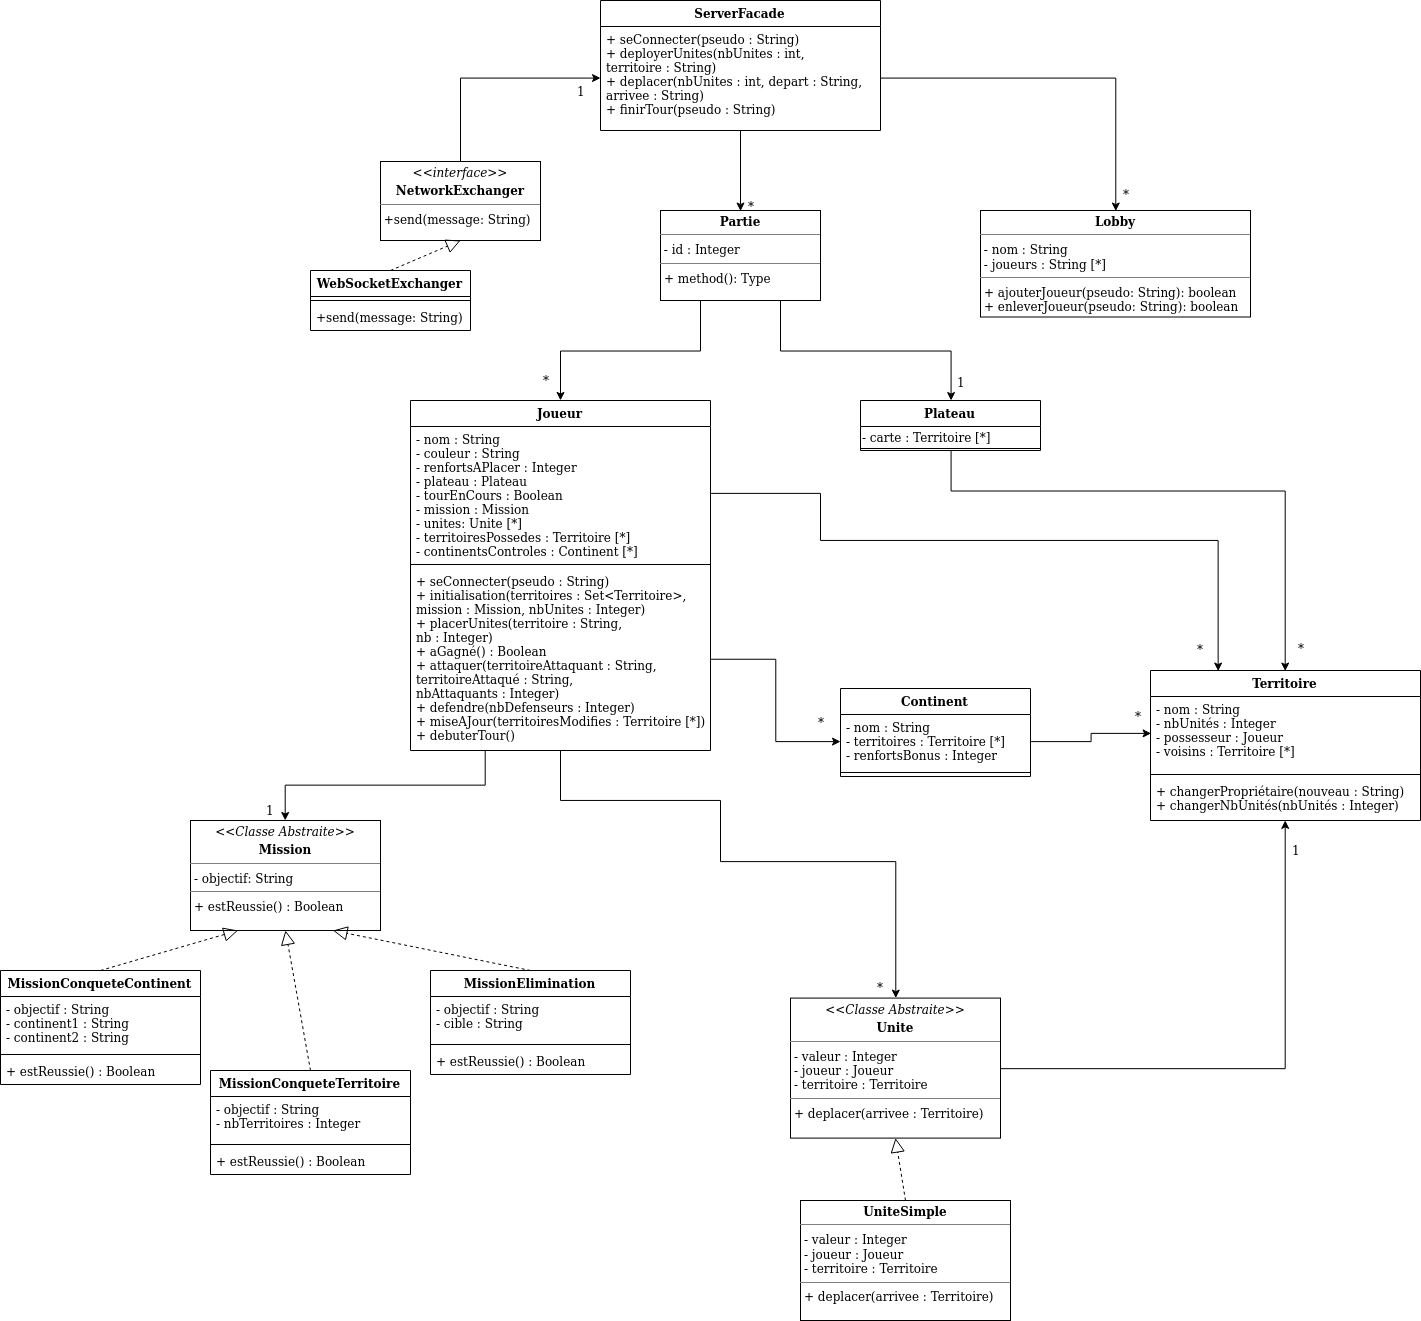 ServerFacade
+ seConnecter(pseudo : String)
+ deployerUnites(nbUnites : int,
territoire : String)
+ deplacer(nbUnites : int, depart : String,
arrivee : String)
+ finirTour(pseudo : String)
1
<<interface>>
NetworkExchanger
+send(message: String)
WebSocketExchanger
+send(message: String)
*
Partie
- id : Integer
+ method(): Type
*
Lobby
- nom : String
- joueurs : String [*]
+ ajouterJoueur(pseudo: String): boolean
+ enleverJoueur(pseudo: String): boolean
*
Joueur
- nom : String
- couleur : String
- renfortsAPlacer : Integer
- plateau : Plateau
- tourEnCours : Boolean
- mission : Mission
- unites: Unite [*]
- territoiresPossedes : Territoire [*]
- continentsControles : Continent [*]
+ seConnecter(pseudo : String)
+ initialisation(territoires : Set<Territoire>,
mission : Mission, nbUnites : Integer)
+ placerUnites(territoire : String,
nb : Integer)
+ aGagné() : Boolean
+ attaquer(territoireAttaquant : String,
territoireAttaqué : String,
nbAttaquants : Integer)
+ defendre(nbDefenseurs : Integer)
+ miseAJour(territoiresModifies : Territoire [*])
+ debuterTour()
1
Plateau
- carte : Territoire [*]
*
Continent
- nom : String
- territoires : Territoire [*]
- renfortsBonus : Integer
*
*
*
Territoire
- nom : String
- nbUnités : Integer
- possesseur : Joueur
- voisins : Territoire [*]
+ changerPropriétaire(nouveau : String)
+ changerNbUnités(nbUnités : Integer)
1
1
<<Classe Abstraite>>
Mission
- objectif: String
+ estReussie() : Boolean
MissionConqueteContinent
- objectif : String
- continent1 : String
- continent2 : String
+ estReussie() : Boolean
MissionConqueteTerritoire
- objectif : String
- nbTerritoires : Integer
+ estReussie() : Boolean
MissionElimination
- objectif : String
- cible : String
+ estReussie() : Boolean
*
<<Classe Abstraite>>
Unite
- valeur : Integer
- joueur : Joueur
- territoire : Territoire
+ deplacer(arrivee : Territoire)
UniteSimple
- valeur : Integer
- joueur : Joueur
- territoire : Territoire
+ deplacer(arrivee : Territoire)